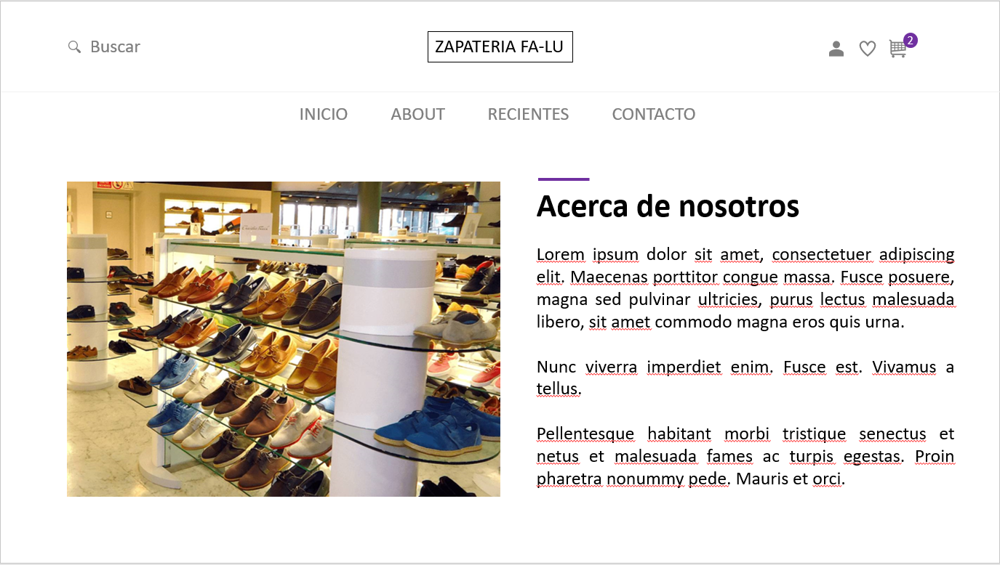 Buscar
ZAPATERIA FA-LU
2
INICIO
ABOUT
RECIENTES
CONTACTO
Acerca de nosotros
Lorem ipsum dolor sit amet, consectetuer adipiscing
elit. Maecenas porttitor congue massa. Fusce posuere,
magna sed pulvinar ultricies, purus lectus malesuada
libero, sit amet commodo magna eros quis urna.
Nunc viverra imperdiet enim. Fusce est. Vivamus a
tellus.
Pellentesque habitant morbi tristique senectus et
netus et malesuada fames ac turpis egestas. Proin
pharetra nonummy pede. Mauris et orci.